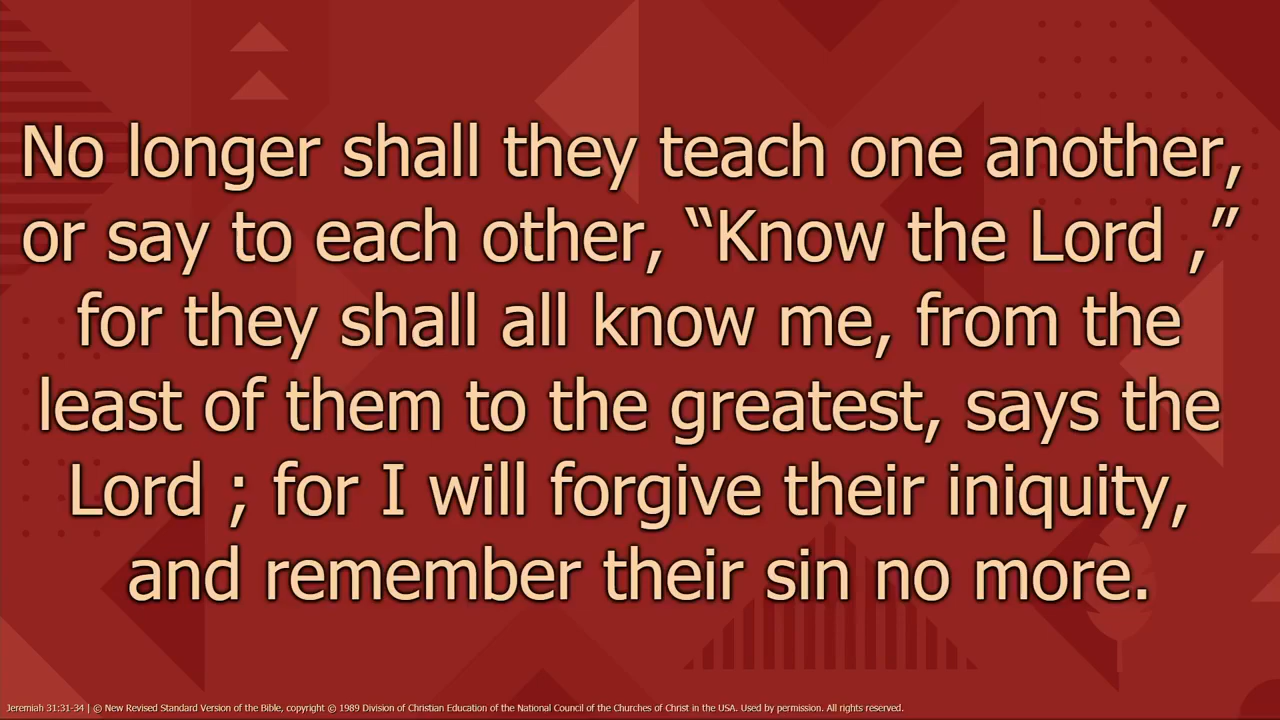 No longer shall they teach one another,
or say to each other, “Know the Lord ,”
for they shall all know me, from the
least of them to the greatest, says the
Lord ; for I will forgive their iniquity,
and remember their sin no more.
Jeremiah 31:31-34 | © New Revised Standard Version of the Bible, copyright © 1989 Division of Christian Education of the National Council of the Churches of Christ in the USA. Used by permission. All rights reserved.